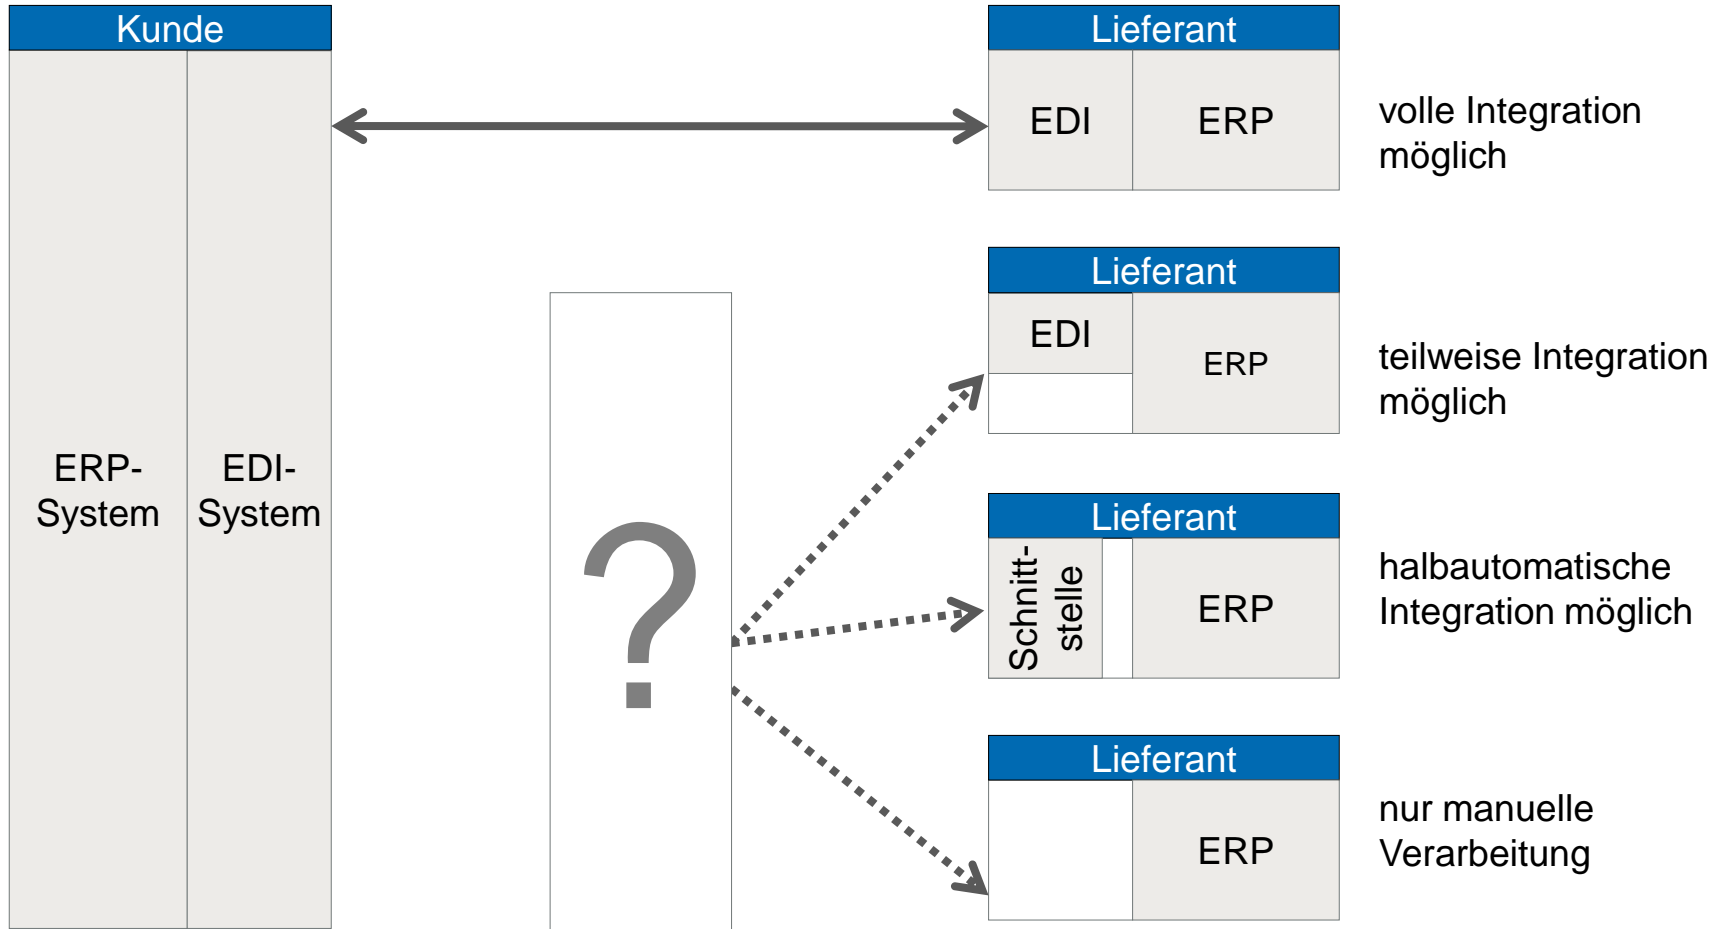 Kunde
ERP-
System
EDI-
System
?
Lieferant
EDI
ERP
volle Integration
möglich
Lieferant
EDI
ERP
teilweise Integration
möglich
Lieferant
Schnitt-
stelle
ERP
halbautomatische
Integration möglich
Lieferant
ERP
nur manuelle
Verarbeitung